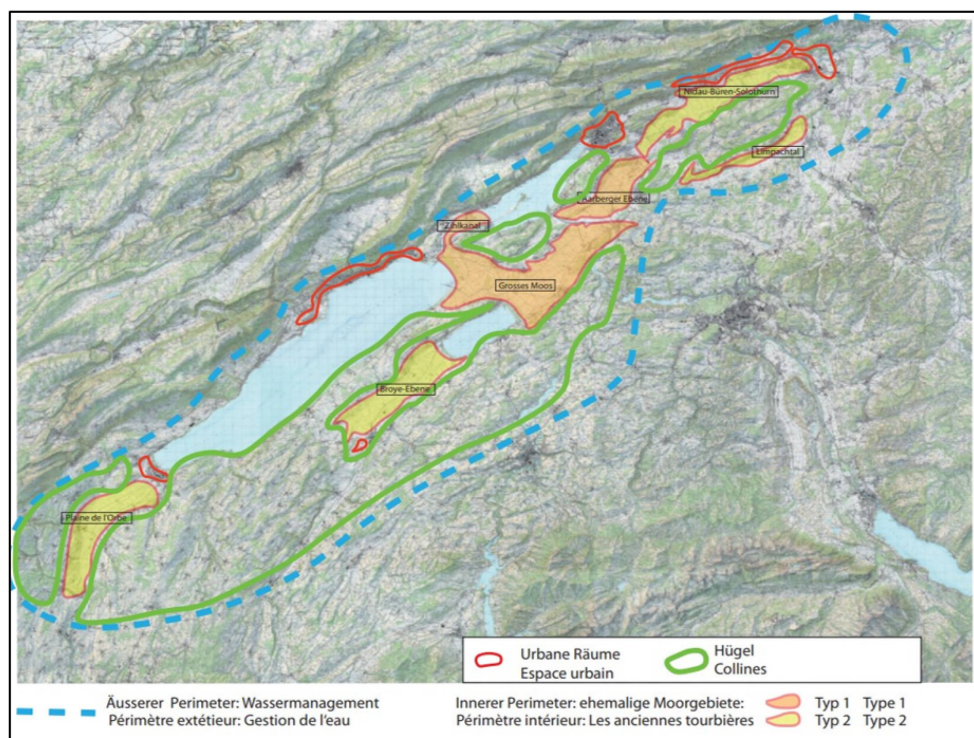 Nidau-Büren-Solothurn
Limpachtal
Aarberger Ebene
Zihlkanal
Grosses Moos
Broye-Ebene
Plaine de l'Orbe
Urbane Räume
Espace urbain
Hügel
Collines
Äusserer Perimeter: Wassermanagement
Périmètre extétieur: Gestion de l'eau
Innerer Perimeter: ehemalige Moorgebiete:
Périmètre intérieur: Les anciennes tourbières
Typ 1 Type 1
Typ 2 Type 2